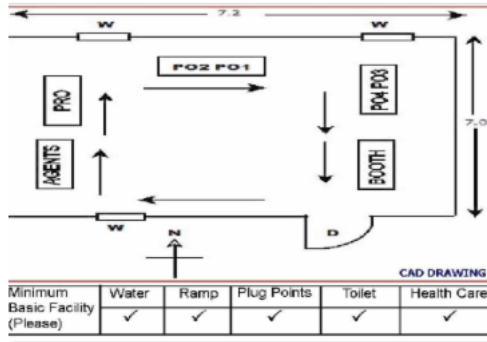 7.2
W W
PO2 PO1
PRO
PO4 PO3
7.0
AGENTS
BOOTH
W
N
D
CAD DRAWING
Minimum Basic Facility (Please) Water Ramp Plug Points Toilet Health Care
✓ ✓ ✓ ✓ ✓